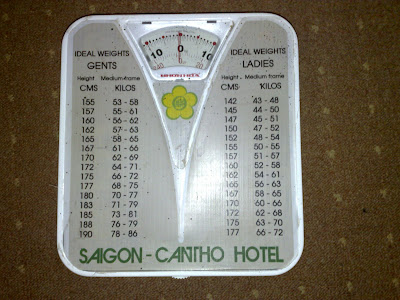 10 0 10
IDEAL WEIGHTS
GENTS
Height Medium-frame
CMS KILOS
155 53 - 58
157 55 - 61
160 56 - 62
162 57 - 63
165 58 - 65
167 61 - 66
170 62 - 69
172 64 - 71
175 66 - 72
177 68 - 75
180 70 - 77
183 71 - 79
185 73 - 81
188 76 - 79
190 78 - 86
IDEAL WEIGHTS
LADIES
Height Medium-frame
CMS KILOS
142 43 - 48
145 44 - 50
147 45 - 51
150 47 - 52
152 48 - 54
155 50 - 55
157 51 - 57
160 52 - 58
162 54 - 61
165 56 - 63
167 58 - 65
170 60 - 66
172 62 - 68
175 63 - 70
177 66 - 72
SAIGON - CANTHO HOTEL